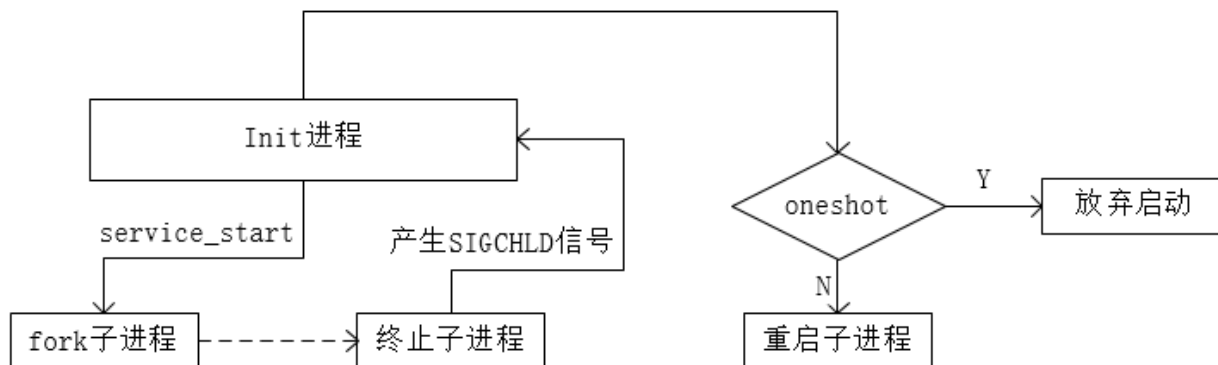 Init进程
service_start
产生SIGCHLD信号
oneshot
Y
放弃启动
N
fork子进程
终止子进程
重启子进程